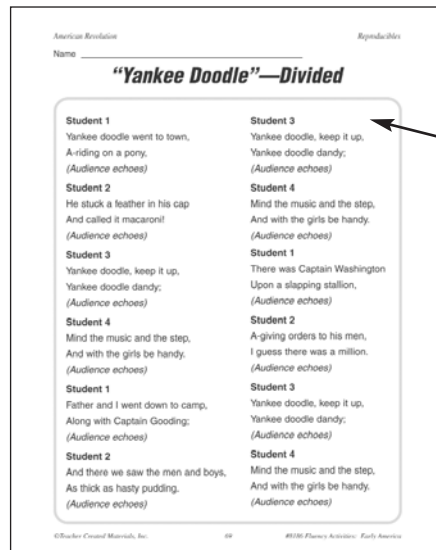 American Revolution
Reproducibles
Name
"Yankee Doodle"—Divided
Student 1
Yankee doodle went to town,
A-riding on a pony,
(Audience echoes)
Student 2
He stuck a feather in his cap
And called it macaroni!
(Audience echoes)
Student 3
Yankee doodle, keep it up,
Yankee doodle dandy;
(Audience echoes)
Student 4
Mind the music and the step,
And with the girls be handy.
(Audience echoes)
Student 1
Father and I went down to camp,
Along with Captain Gooding;
(Audience echoes)
Student 2
And there we saw the men and boys,
As thick as hasty pudding.
(Audience echoes)
Student 3
Yankee doodle, keep it up,
Yankee doodle dandy;
(Audience echoes)
Student 4
Mind the music and the step,
And with the girls be handy.
(Audience echoes)
Student 1
There was Captain Washington
Upon a slapping stallion,
(Audience echoes)
Student 2
A-giving orders to his men,
I guess there was a million.
(Audience echoes)
Student 3
Yankee doodle, keep it up,
Yankee doodle dandy;
(Audience echoes)
Student 4
Mind the music and the step,
And with the girls be handy.
(Audience echoes)
©Teacher Created Materials, Inc.
69
Fluency Activities: Early America